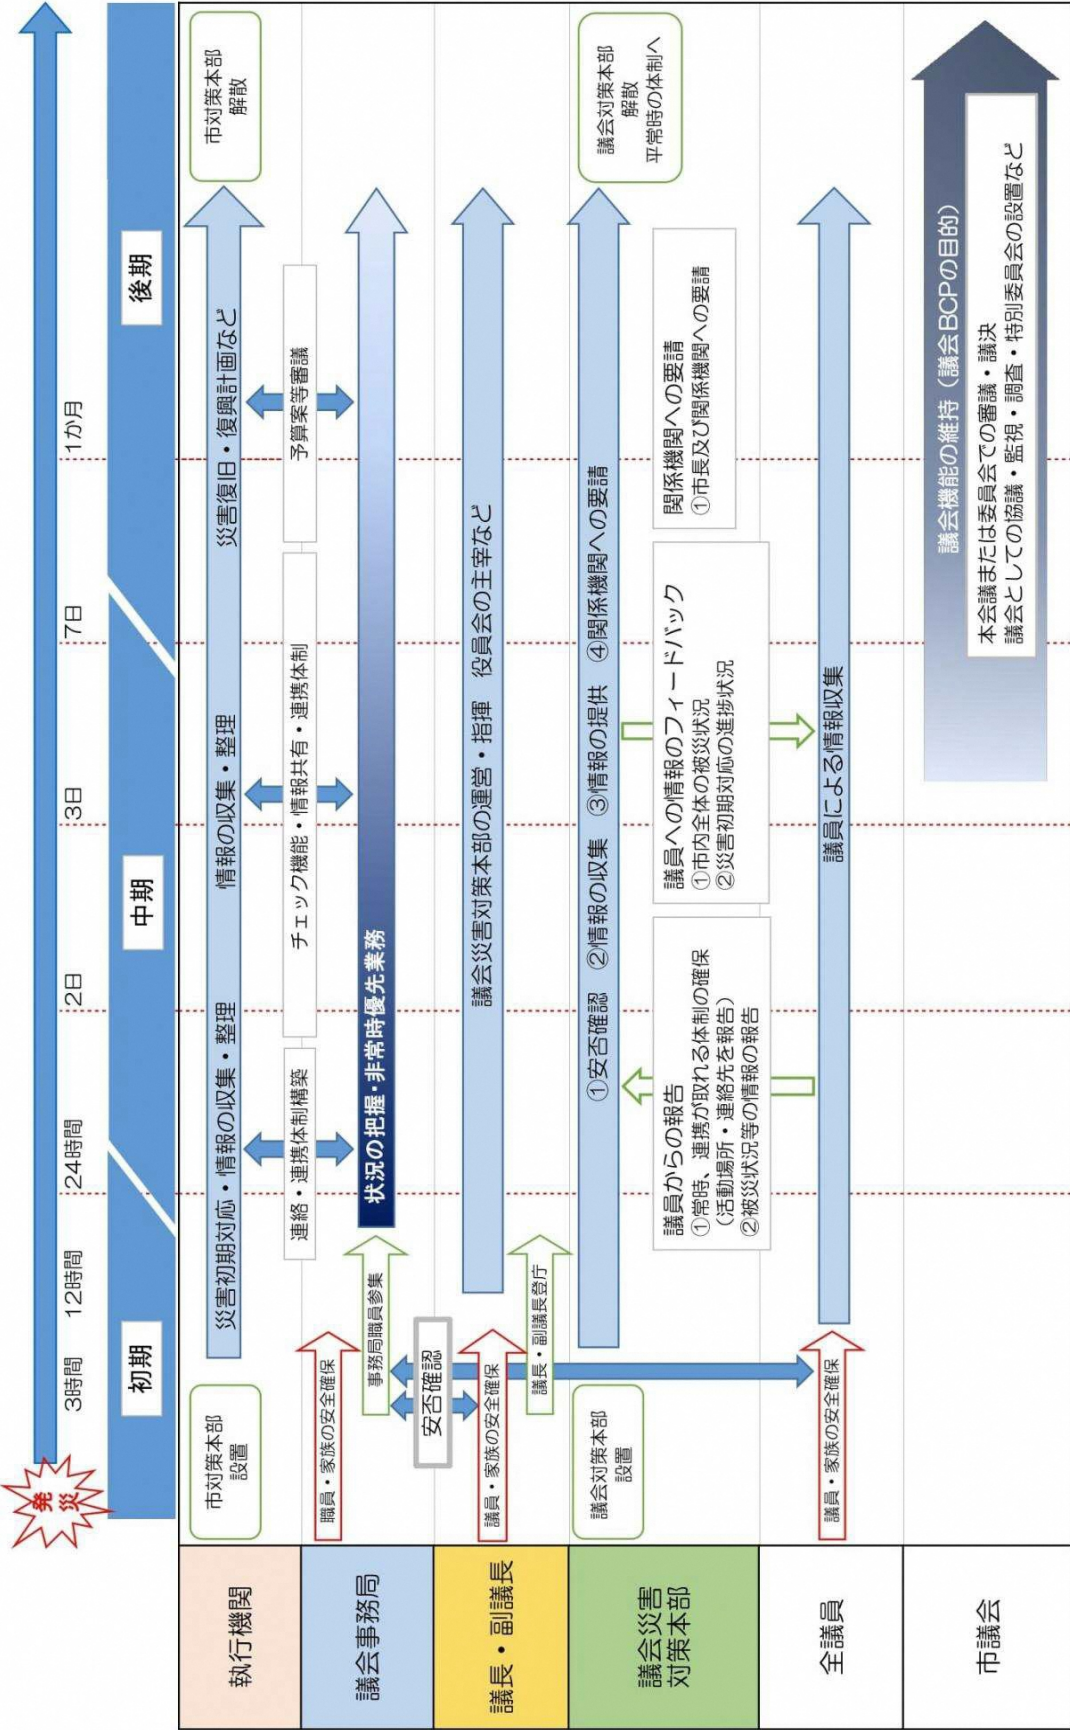 発災
3時間
12時間
24時間
2日
3日
7日
1か月
初期
中期
後期
執行機関
市対策本部
設置
災害初期対応・情報の収集・整理
情報の収集・整理
災害復旧・復興計画など
市対策本部
解散
連絡・連携体制構築
チェック機能・情報共有・連携体制
予算案等審議
議会事務局
職員・家族の安全確保
事務局職員参集
状況の把握・非常時優先業務
安否確認
議長・副議長
議員・家族の安全確保
議長・副議長登庁
議会災害対策本部の運営・指揮 役員会の主宰など
議会災害
対策本部
議会対策本部
設置
①安否確認 ②情報の収集 ③情報の提供 ④関係機関への要請
議会対策本部
解散
平常時の体制へ
議員からの報告
①常時、連携が取れる体制の確保
(活動場所・連絡先を報告)
②被災状況等の情報の報告
議員への情報のフィードバック
①市内全体の被災状況
②災害初期対応の進捗状況
関係機関への要請
①市長及び関係機関への要請
全議員
議員・家族の安全確保
議員による情報収集
市議会
議会機能の維持(議会BCPの目的)
本会議または委員会での審議・議決
議会としての協議・監視・調査・特別委員会の設置など